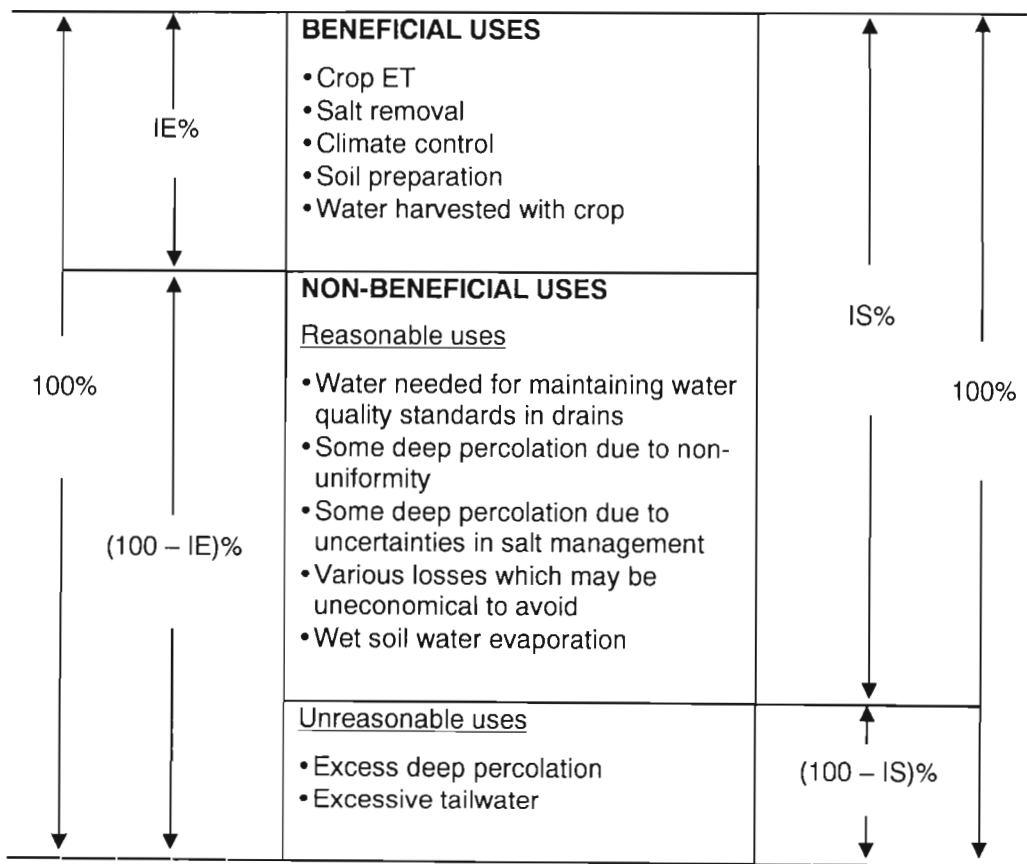 BENEFICIAL USES
• Crop ET
• Salt removal
• Climate control
• Soil preparation
• Water harvested with crop
IE%
NON-BENEFICIAL USES
Reasonable uses
• Water needed for maintaining water
quality standards in drains
• Some deep percolation due to non-
uniformity
• Some deep percolation due to
uncertainties in salt management
• Various losses which may be
uneconomical to avoid
• Wet soil water evaporation
100%
(100 – IE)%
IS%
100%
Unreasonable uses
• Excess deep percolation
• Excessive tailwater
(100 – IS)%